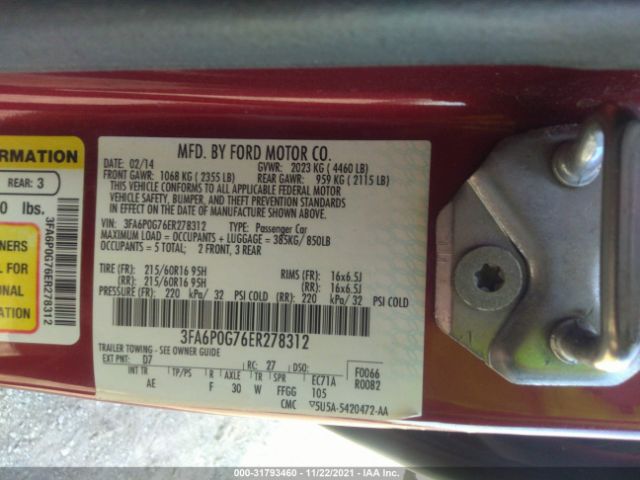 MFD. BY FORD MOTOR CO.
DATE: 02/14 GVWR: 2023 KG ( 4460 LB)
FRONT GAWR: 1068 KG ( 2355 LB) REAR GAWR: 959 KG ( 2115 LB)
THIS VEHICLE CONFORMS TO ALL APPLICABLE FEDERAL MOTOR
VEHICLE SAFETY, BUMPER, AND THEFT PREVENTION STANDARDS
IN EFFECT ON THE DATE OF MANUFACTURE SHOWN ABOVE.
VIN: 3FA6P0G76ER278312 TYPE: Passenger Car
MAXIMUM LOAD = OCCUPANTS + LUGGAGE = 385KG/ 850LB
OCCUPANTS = 5 TOTAL; 2 FRONT, 3 REAR
TIRE (FR): 215/60R16 95H RIMS (FR): 16x6.5J
(RR): 215/60R16 95H (RR): 16x6.5J
PRESSURE (FR): 220 kPa/ 32 PSI COLD (RR): 220 kPa/ 32 PSI COLD
3FA6P0G76ER278312
TRAILER TOWING - SEE OWNER GUIDE
EXT PNT: D7 RC: 27 DSO: F0066
R0082
INT TR TP/PS R AXLE TR SPR EC71A
AE F 30 W FFGG 105
CMC ▽5U5A-5420472-AA
RMATION
REAR: 3
0 lbs.
3FA6P0G76ER278312
NERS
L FOR
ONAL
ATION
000-31793460 - 11/22/2021 - IAA Inc.